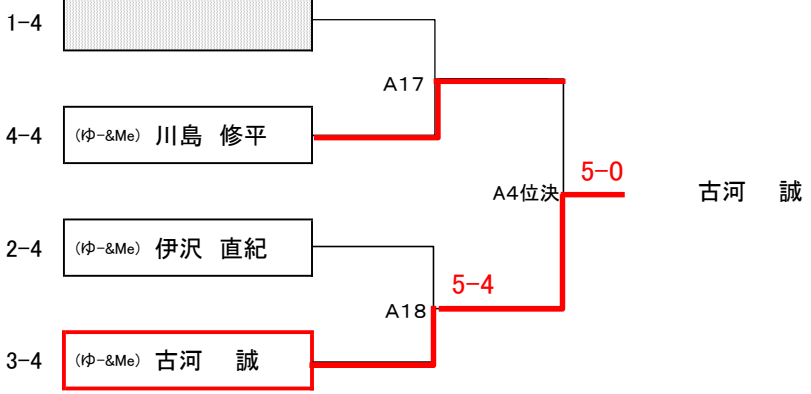 1-4
A17
4-4 (ゆ-&Me) 川島 修平
5-0
A4位決 古河 誠
2-4 (ゆ-&Me) 伊沢 直紀
5-4
A18
3-4 (ゆ-&Me) 古河 誠